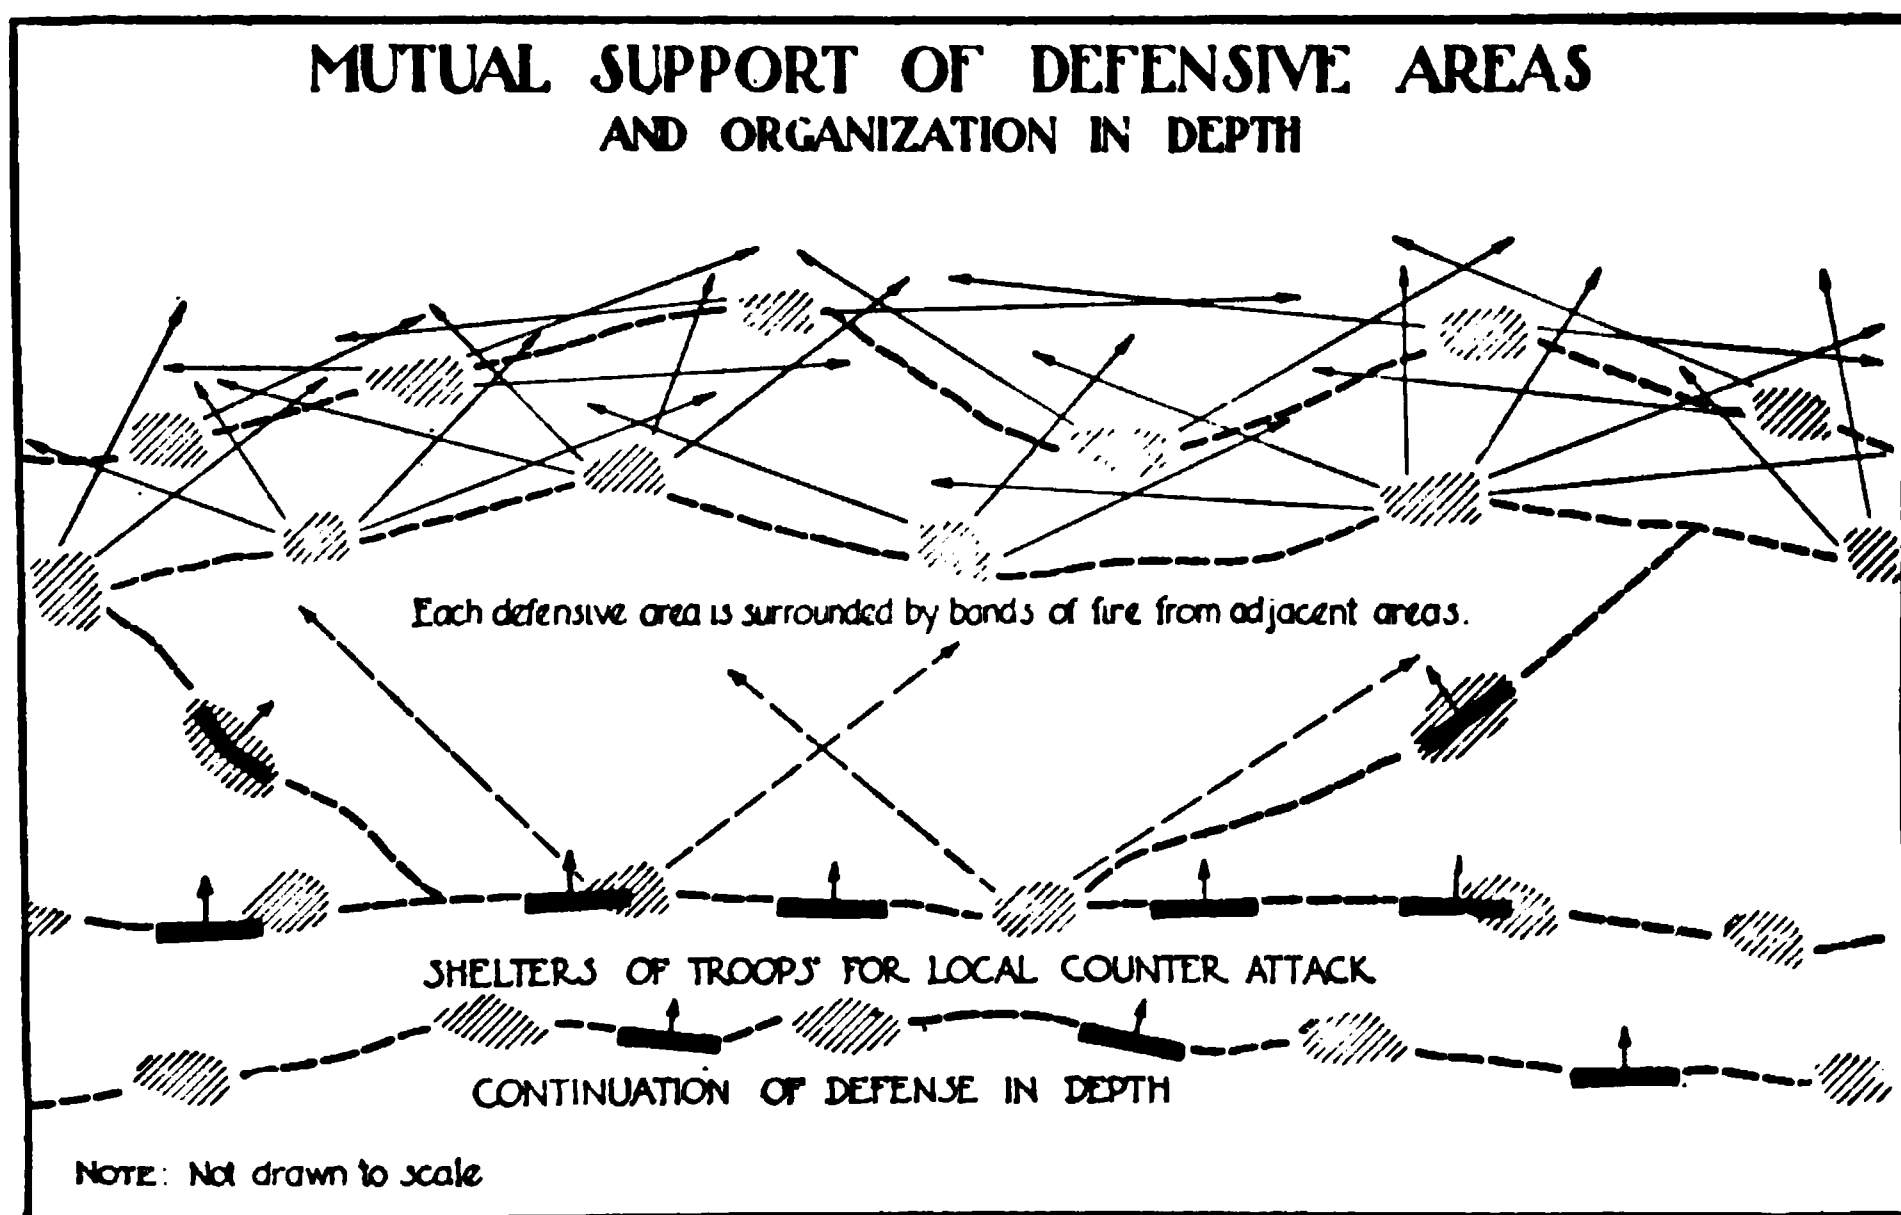 MUTUAL SUPPORT OF DEFENSIVE AREAS
AND ORGANIZATION IN DEPTH
Each defensive area is surrounded by bands of fire from adjacent areas.
SHELTERS OF TROOPS FOR LOCAL COUNTER ATTACK
CONTINUATION OF DEFENSE IN DEPTH
NOTE: Not drawn to scale